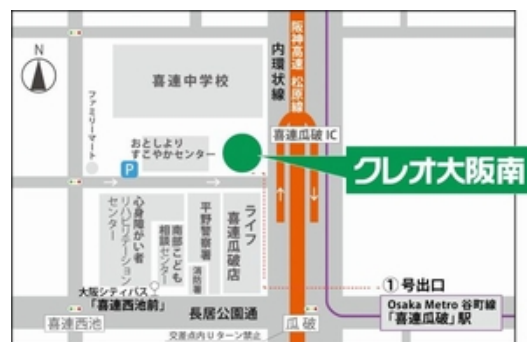 N
喜連中学校
内環状線
阪神高速 松原線
ファミリーマート
おとしより
すこやかセンター
P
喜連瓜破 IC
クレオ大阪南
心身障がい者
リハビリテーション
センター
南部こども
相談センター
平野警察署
消防署
ライフ
喜連瓜破店
大阪シティバス
「喜連西池前」
①号出口
Osaka Metro 谷町線
「喜連瓜破」駅
長居公園通
喜連西池
交差点内Uターン禁止
瓜破